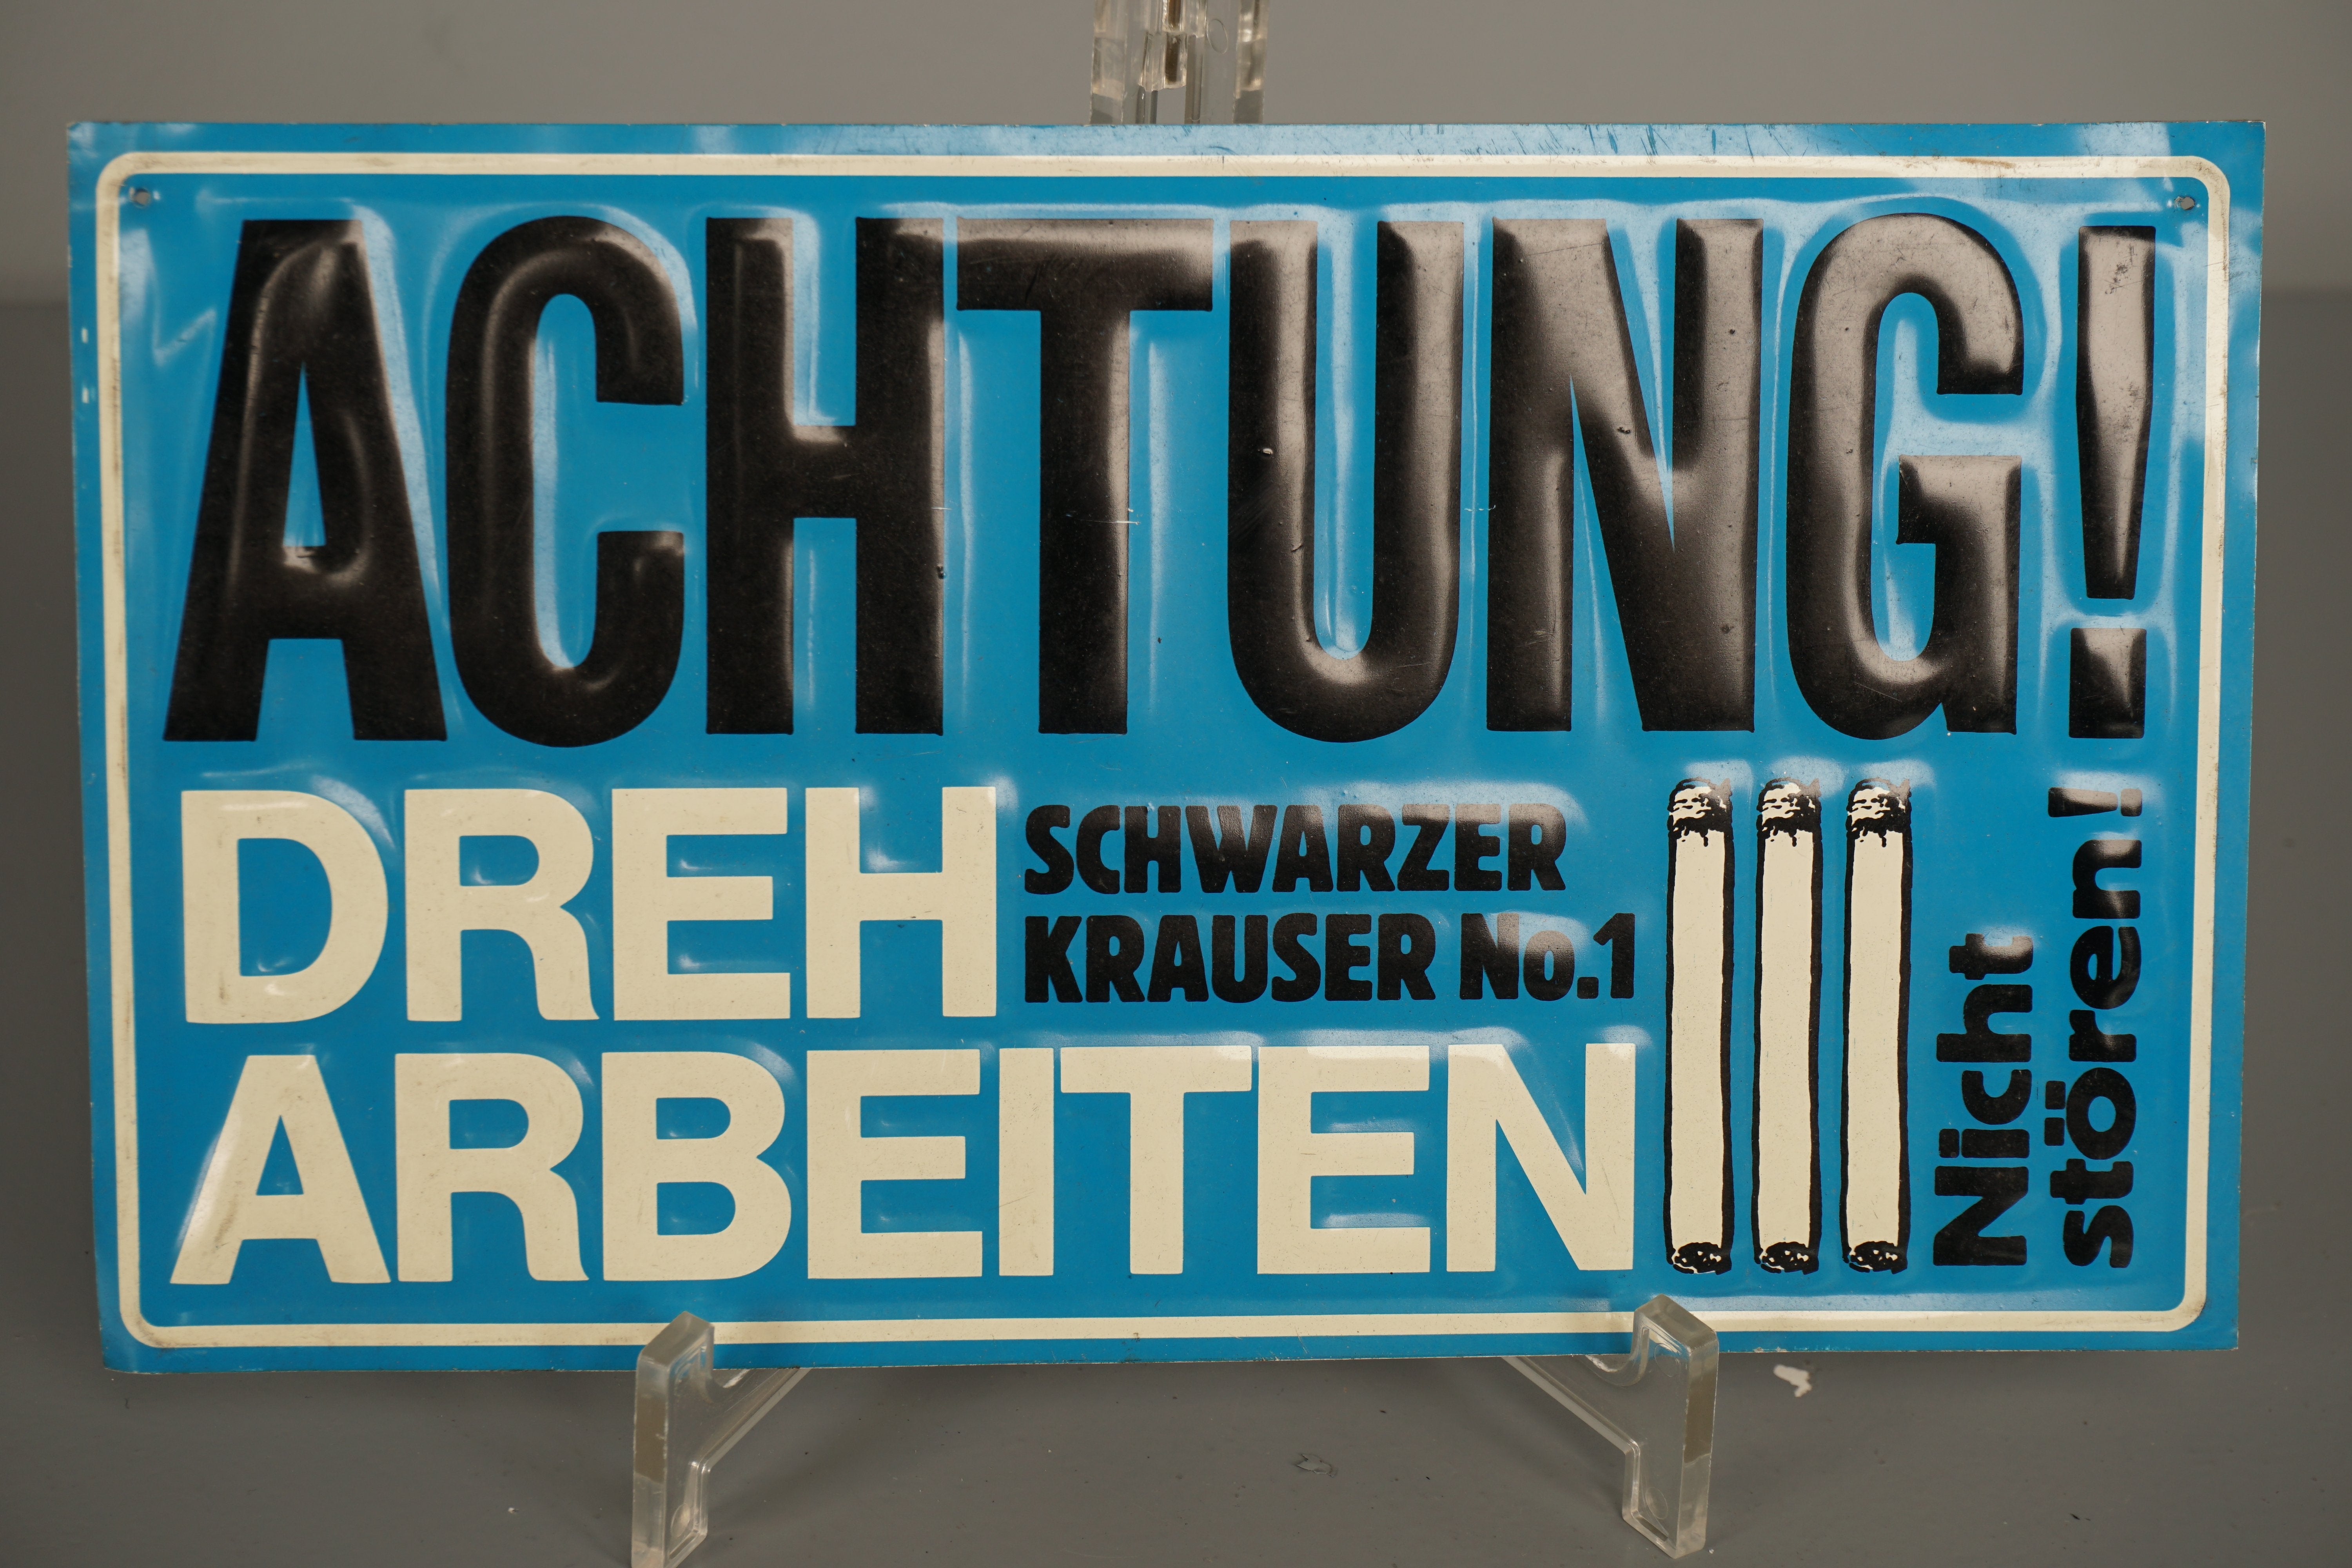 ACHTUNG!
DREH
SCHWARZER
KRAUSER No.1
ARBEITEN
Nicht
stören!